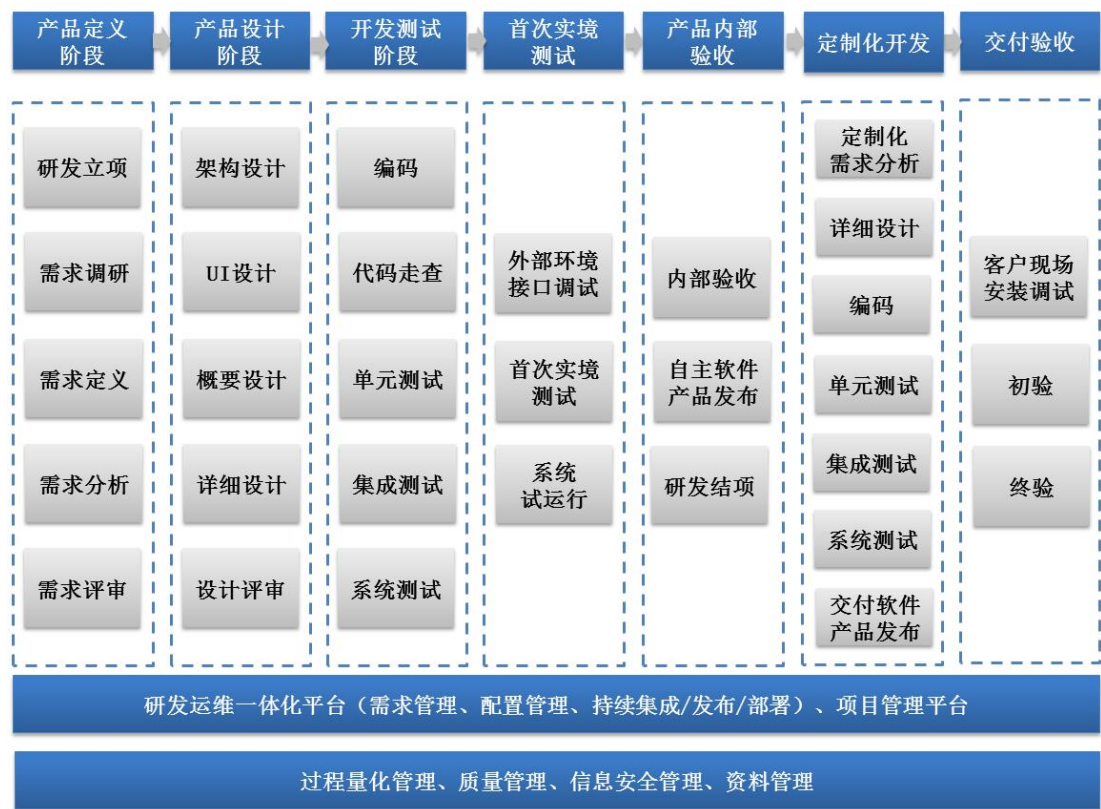 产品定义
阶段
产品设计
阶段
开发测试
阶段
首次实境
测试
产品内部
验收
定制化开发
交付验收
研发立项
需求调研
需求定义
需求分析
需求评审
架构设计
UI设计
概要设计
详细设计
设计评审
编码
代码走查
单元测试
集成测试
系统测试
外部环境
接口调试
首次实境
测试
系统
试运行
内部验收
自主软件
产品发布
研发结项
定制化
需求分析
详细设计
编码
单元测试
集成测试
系统测试
交付软件
产品发布
客户现场
安装调试
初验
终验
研发运维一体化平台（需求管理、配置管理、持续集成/发布/部署）、项目管理平台
过程量化管理、质量管理、信息安全管理、资料管理